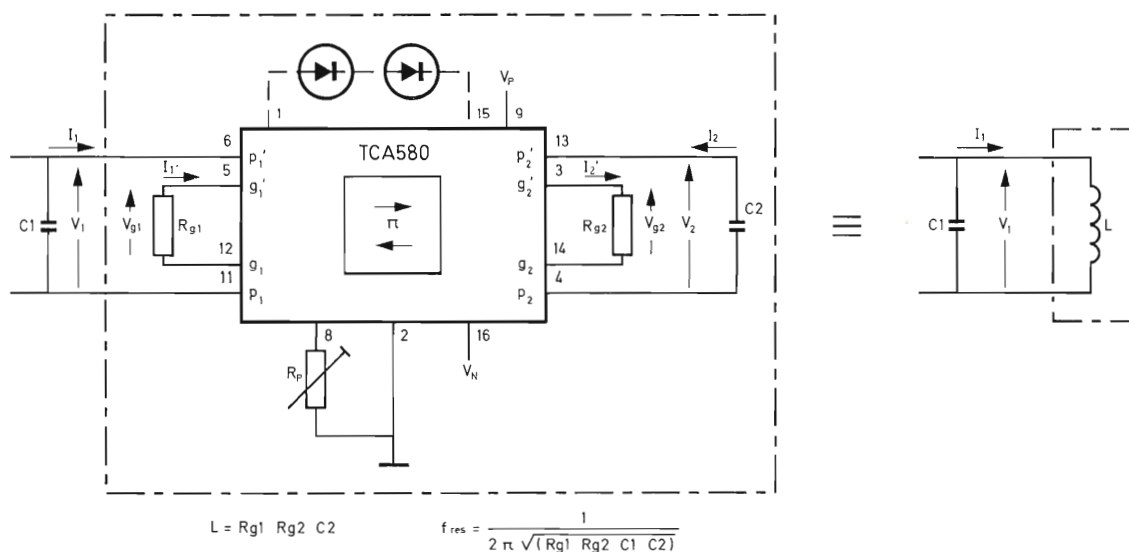 1
15
V_P
9
I_1
6
TCA580
13
I_2
p_1'
p_2'
5
3
I_1'
g_1'
g_2'
I_2'
C1
V_1
V_g1
R_g1
π
R_g2
V_g2
V_2
C2
12
14
g_1
g_2
11
4
p_1
p_2
8
2
16
R_P
V_N
≡
I_1
C1
V_1
L
L = Rg1 Rg2 C2
f_res = 1 / 2 π √(Rg1 Rg2 C1 C2)